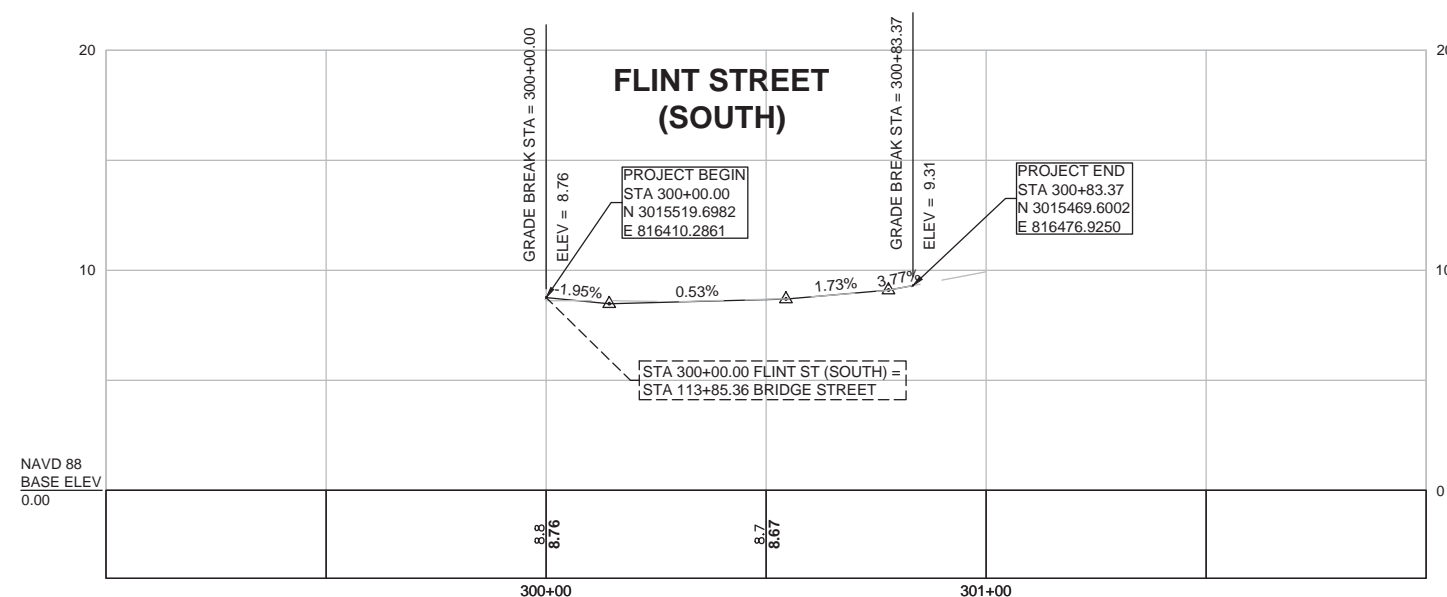 FLINT STREET
(SOUTH)
20
20
10
10
0
GRADE BREAK STA = 300+00.00
ELEV = 8.76
GRADE BREAK STA = 300+83.37
ELEV = 9.31
PROJECT BEGIN
STA 300+00.00
N 3015519.6982
E 816410.2861
PROJECT END
STA 300+83.37
N 3015469.6002
E 816476.9250
-1.95%
0.53%
1.73%
3.77%
STA 300+00.00 FLINT ST (SOUTH) =
STA 113+85.36 BRIDGE STREET
NAVD 88
BASE ELEV
0.00
8.8
8.76
8.7
8.67
300+00
301+00